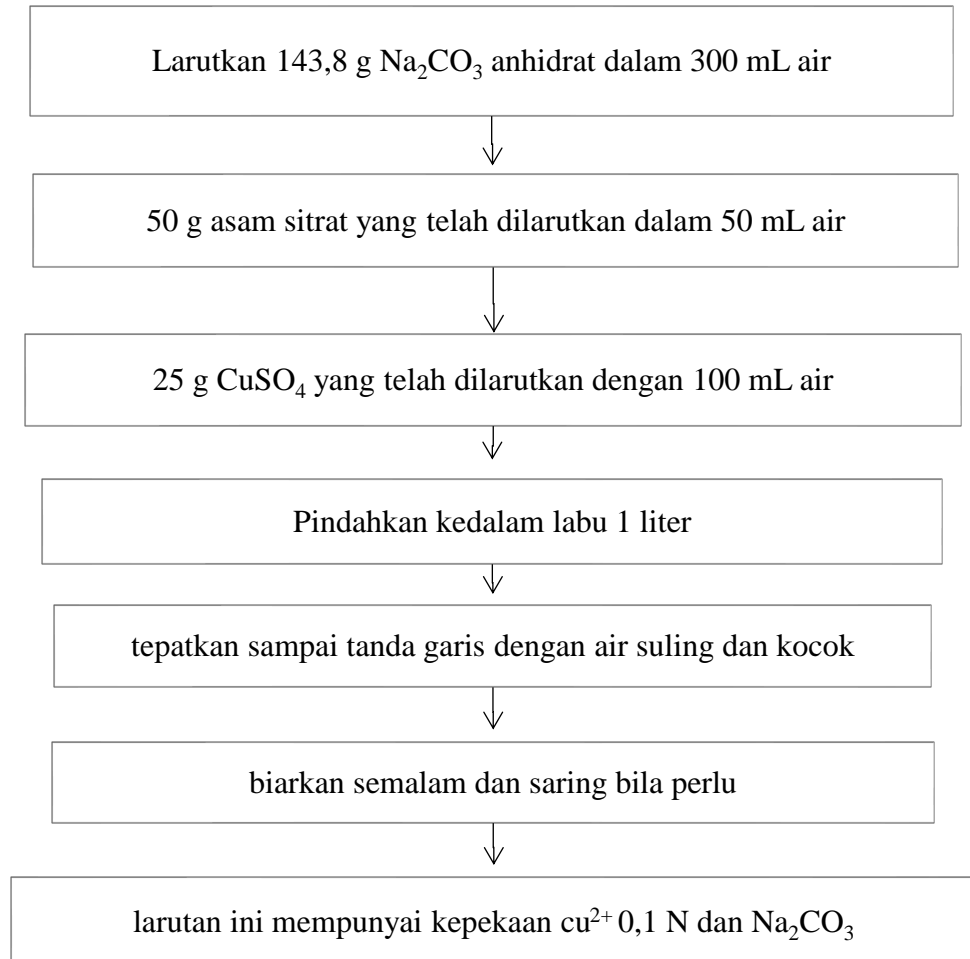 Larutkan 143,8 g Na₂CO₃ anhidrat dalam 300 mL air
50 g asam sitrat yang telah dilarutkan dalam 50 mL air
25 g CuSO₄ yang telah dilarutkan dengan 100 mL air
Pindahkan kedalam labu 1 liter
tepatkan sampai tanda garis dengan air suling dan kocok
biarkan semalam dan saring bila perlu
larutan ini mempunyai kepekaan cu²⁺ 0,1 N dan Na₂CO₃